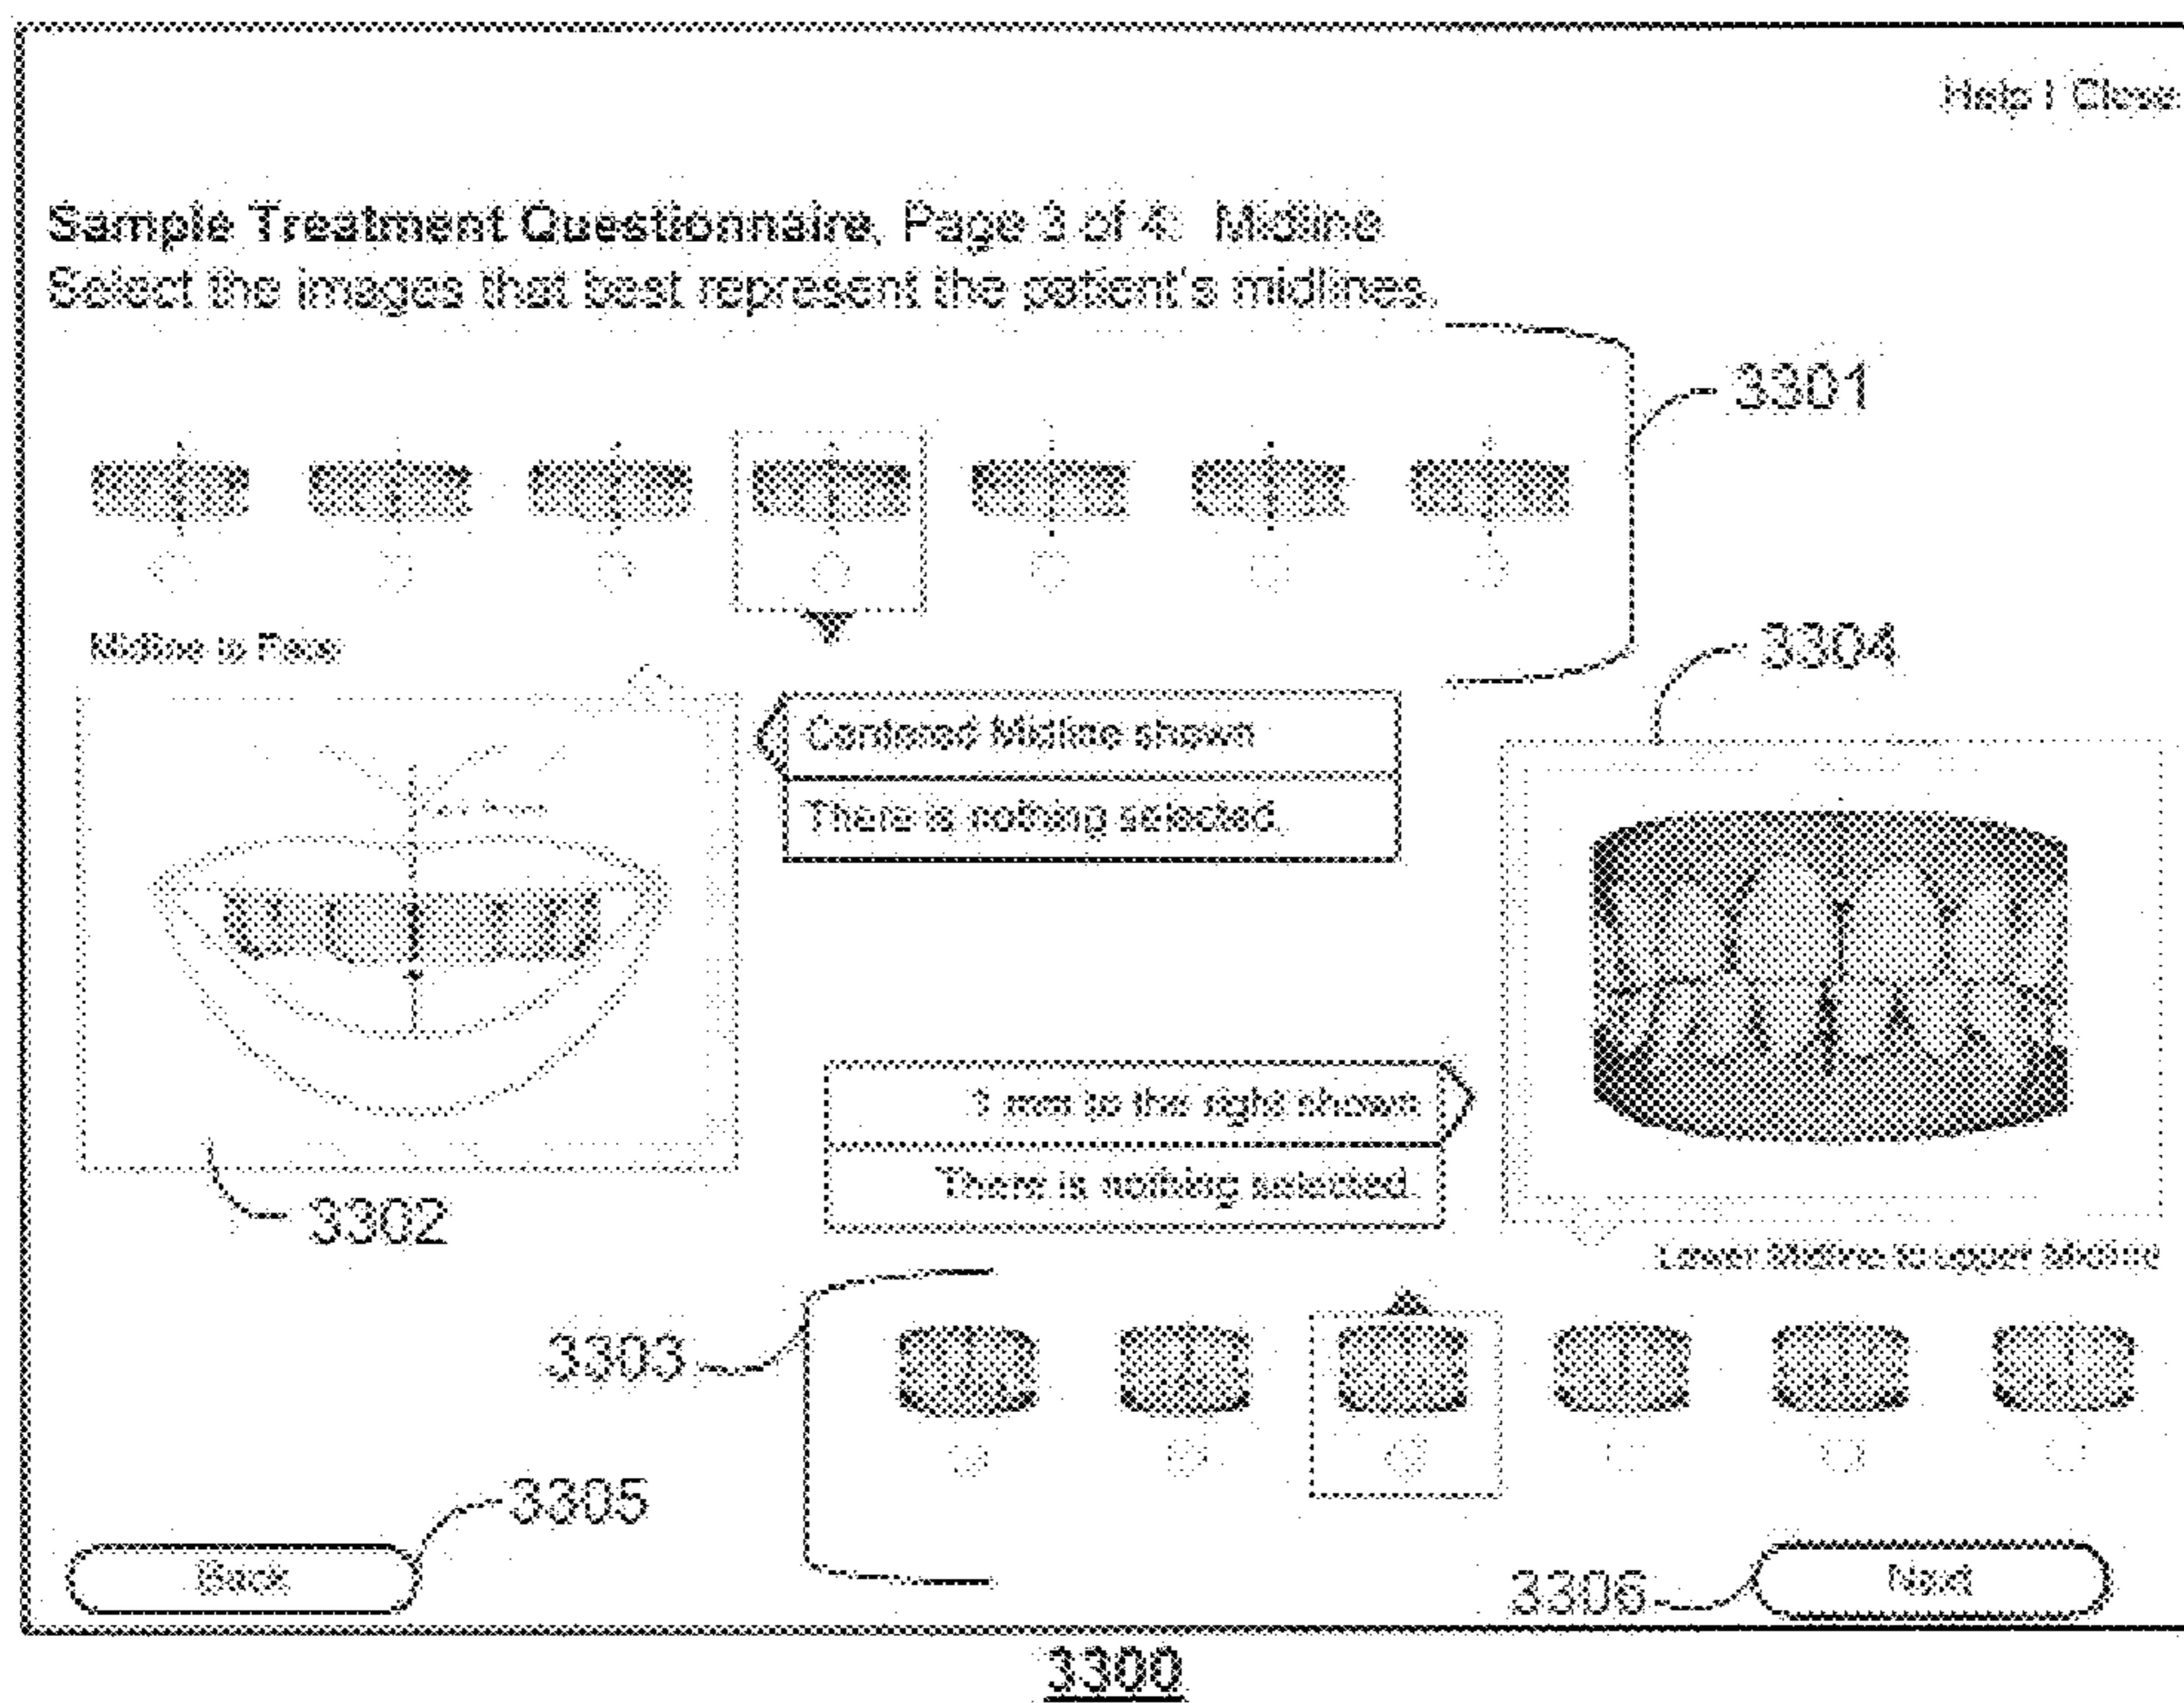 Help | Close
Sample Treatment Questionnaire, Page 3 of 4: Midline
Select the images that best represent the patient's midlines.
3301
Midline to Face
3304
Centered Midline shown
There is nothing selected.
1 mm to the right shown
There is nothing selected.
3302
Lower Midline to upper Midline
3303
3305
Back
3306
Next
3300